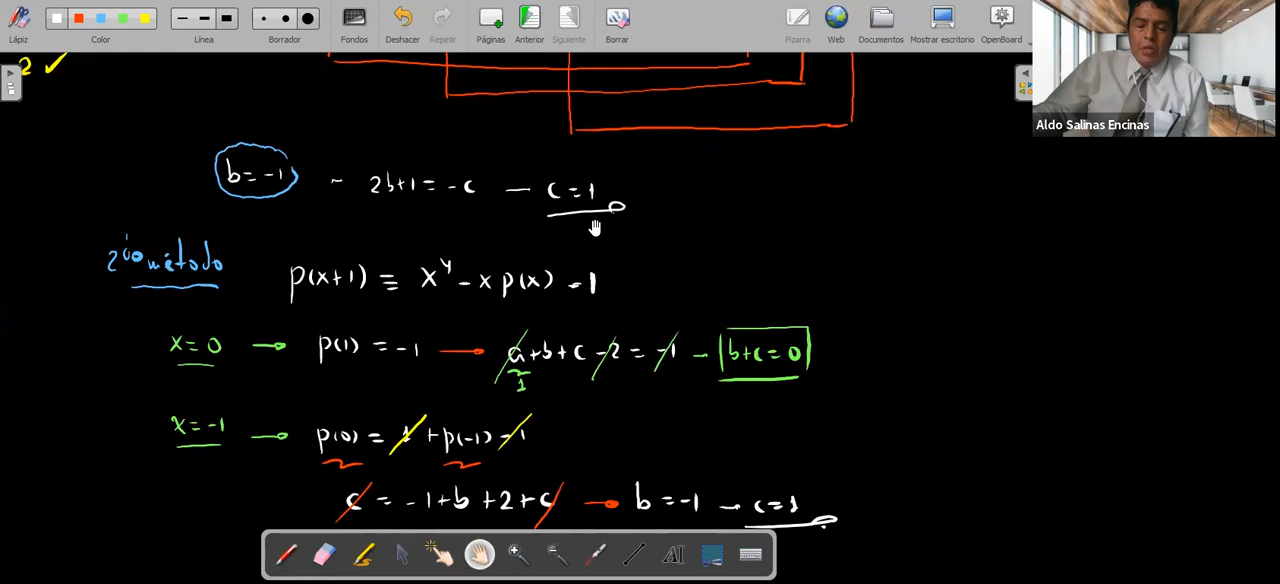 Lápiz Color Línea Borrador Fondos Deshacer Repetir Páginas Anterior Siguiente Borrar Pizarra Web Documentos Mostrar escritorio OpenBoard
2 ✓
Aldo Salinas Encinas
b = -1 ~ 2b+1 = -c — c = 1
2do método
p(x+1) ≡ x⁴ - x p(x) - 1
x = 0 → p(1) = -1 → a+b+c-2 = -1 — b+c = 0
1
x = -1 → p(0) = 1 + p(-1) - 1
c = -1+b+2+c → b = -1 — c = 1
AI